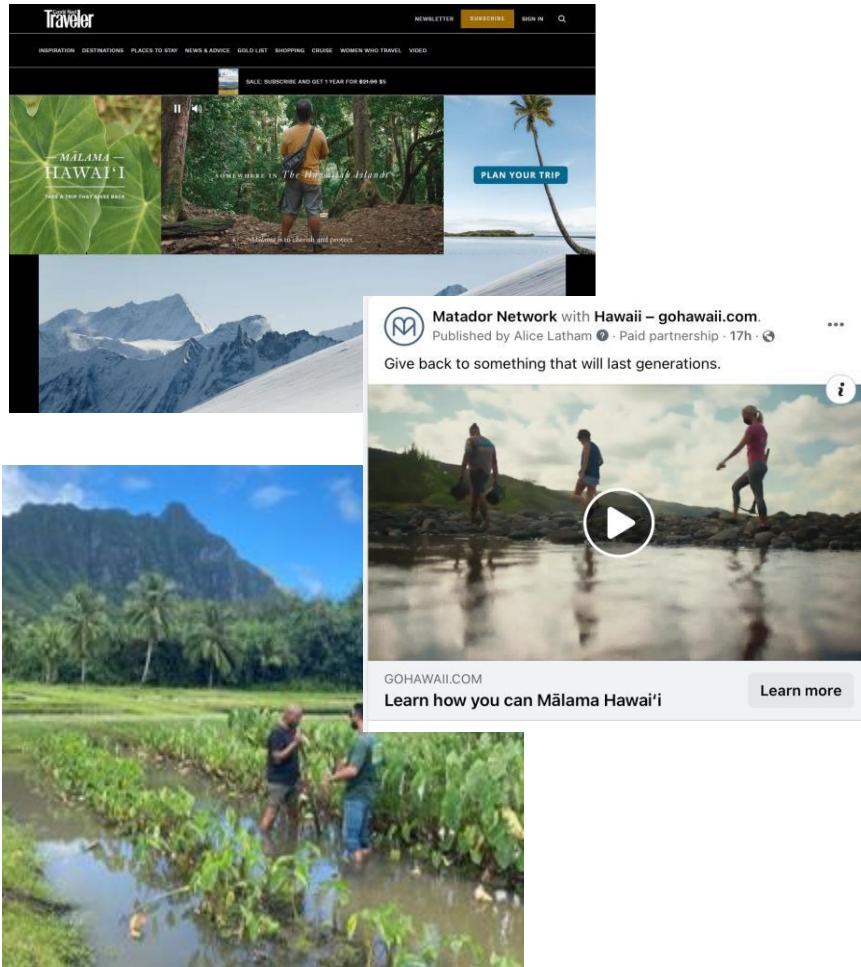 Condé Nast
Traveler
NEWSLETTER SUBSCRIBE SIGN IN
INSPIRATION DESTINATIONS PLACES TO STAY NEWS & ADVICE GOLD LIST SHOPPING CRUISE WOMEN WHO TRAVEL VIDEO
SALE: SUBSCRIBE AND GET 1 YEAR FOR $21.99 $5
MĀLAMA
HAWAIʻI
TAKE A TRIP THAT GIVES BACK
SOMEWHERE IN The Hawaiian Islands
Mālama is to cherish and protect.
PLAN YOUR TRIP
Matador Network with Hawaii – gohawaii.com.
Published by Alice Latham · Paid partnership · 17h ·
Give back to something that will last generations.
GOHAWAII.COM
Learn how you can Mālama Hawaiʻi
Learn more